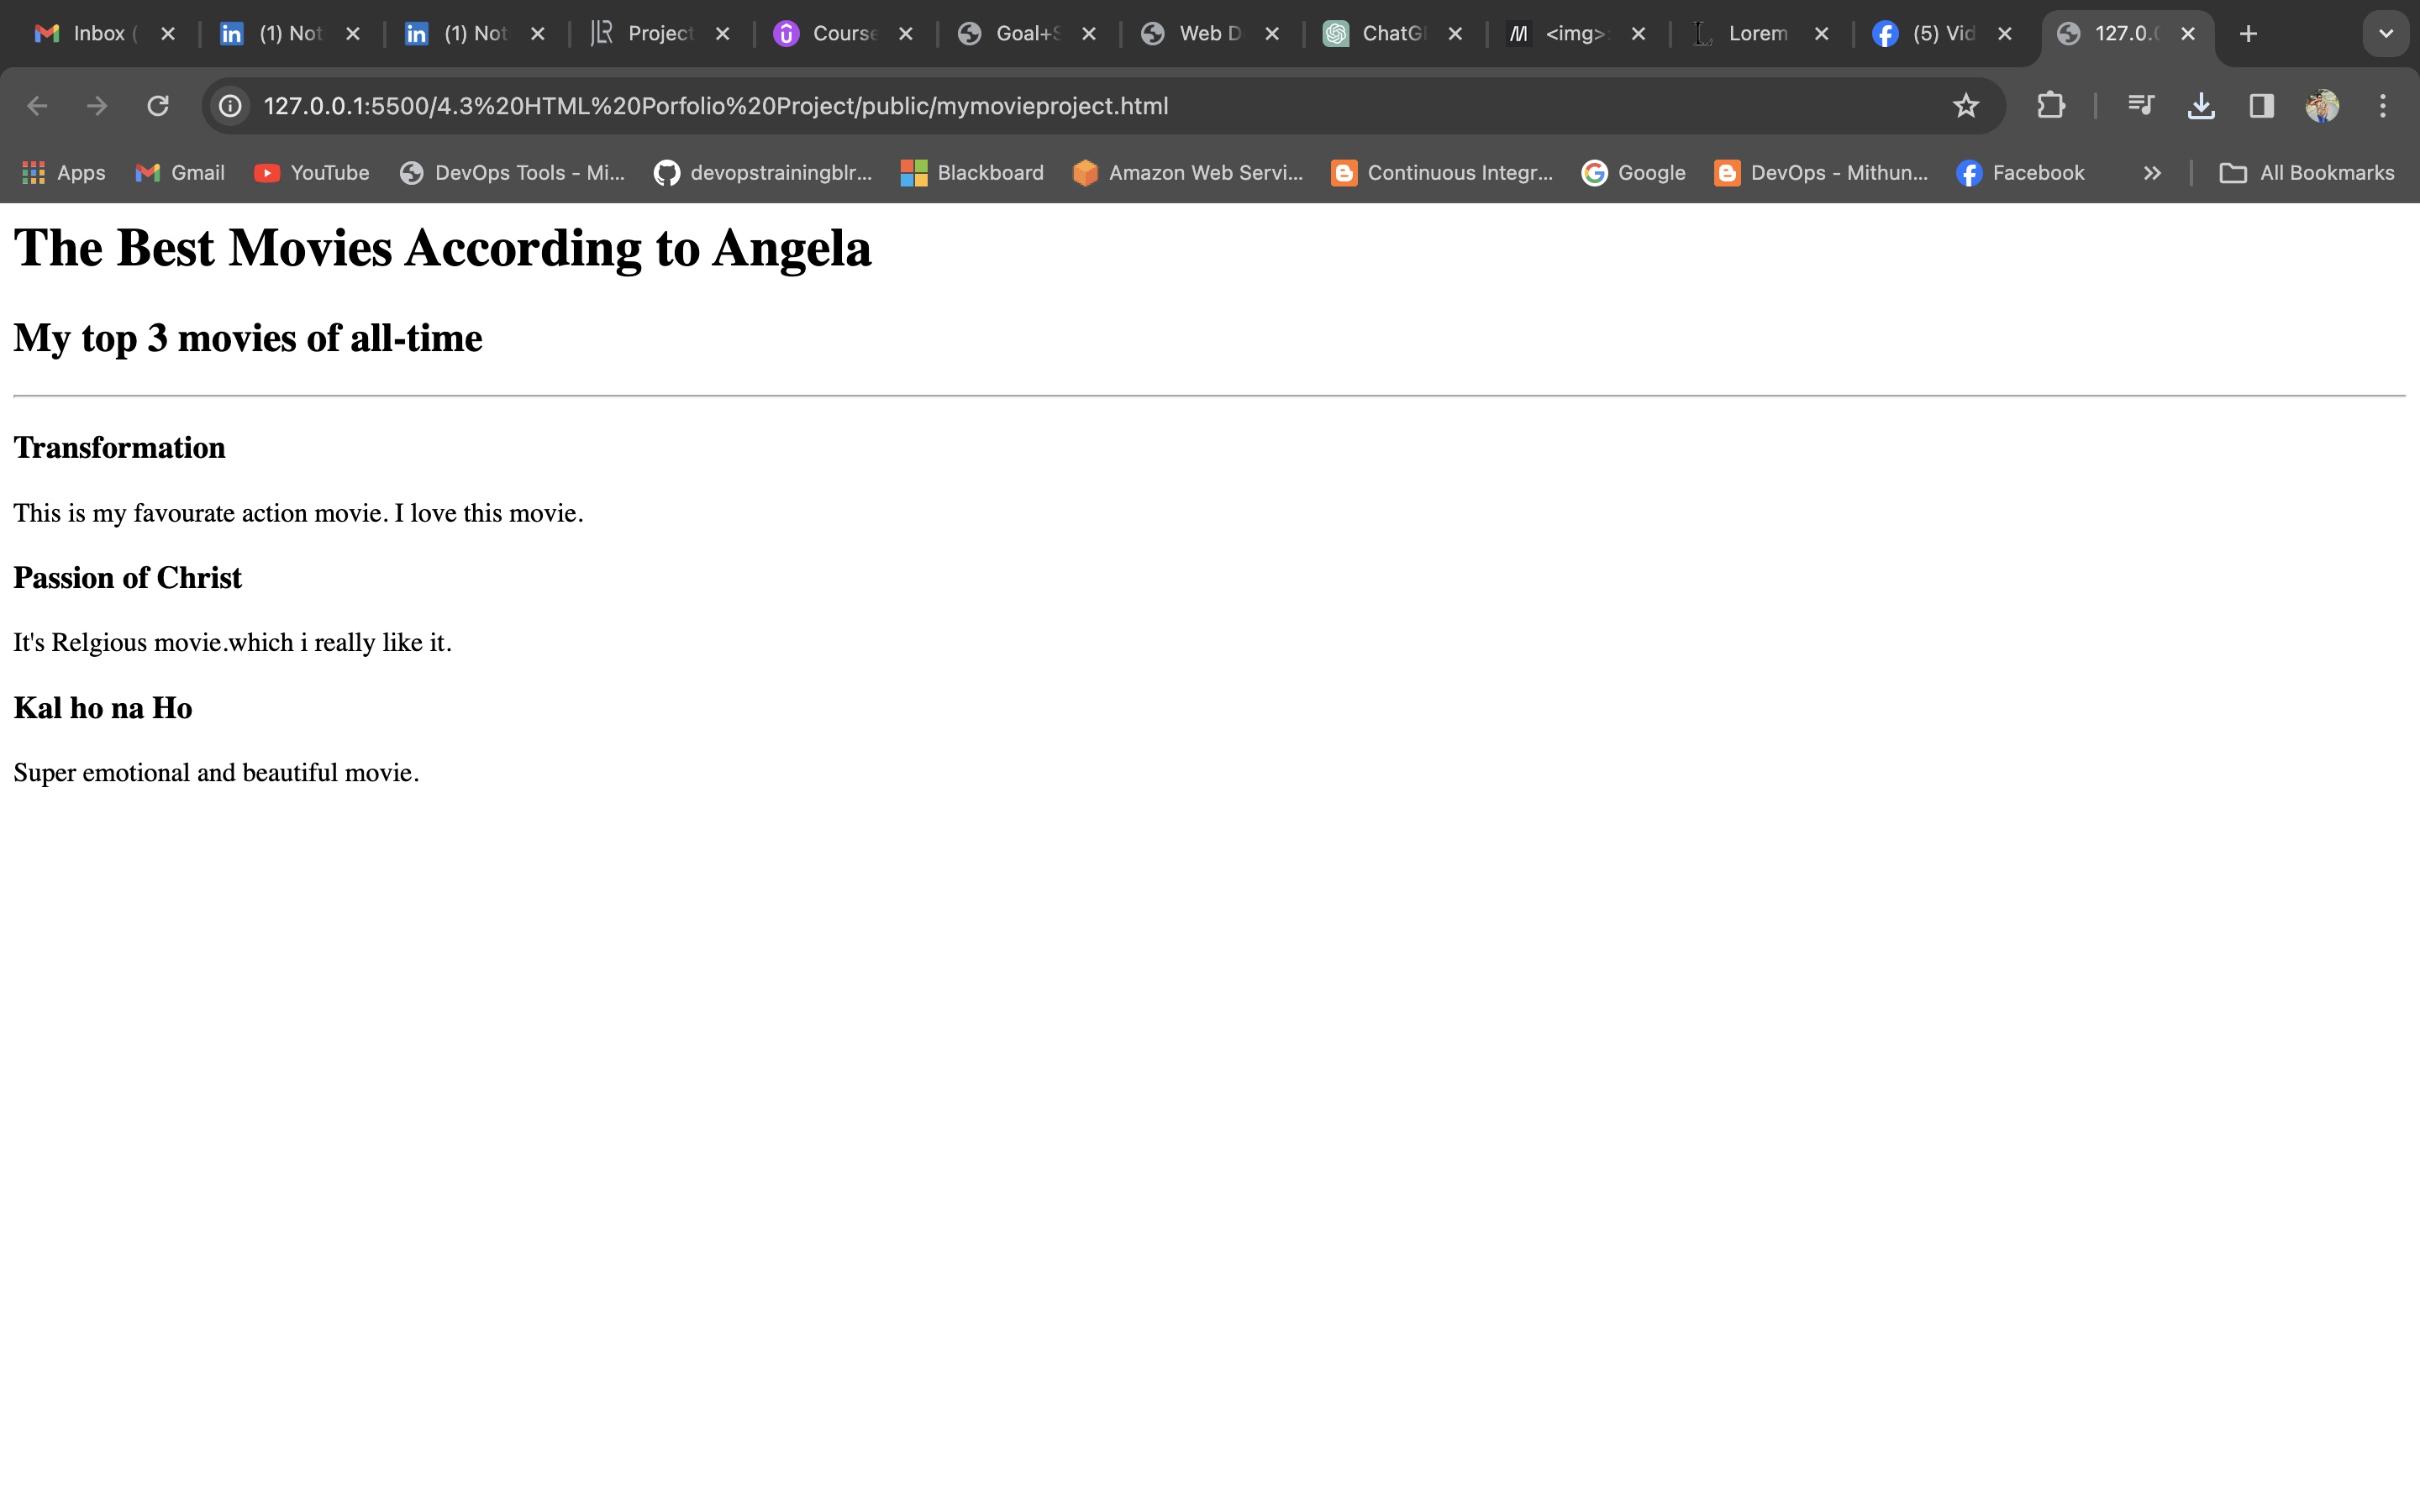 Inbox ( (1) Not (1) Not Project Course Goal+S Web D ChatG <img> Lorem (5) Vid 127.0.0
127.0.0.1:5500/4.3%20HTML%20Porfolio%20Project/public/mymovieproject.html
Apps Gmail YouTube DevOps Tools - Mi... devopstrainingblr... Blackboard Amazon Web Servi... Continuous Integr... Google DevOps - Mithun... Facebook » All Bookmarks
The Best Movies According to Angela
My top 3 movies of all-time
Transformation
This is my favourate action movie. I love this movie.
Passion of Christ
It's Relgious movie.which i really like it.
Kal ho na Ho
Super emotional and beautiful movie.